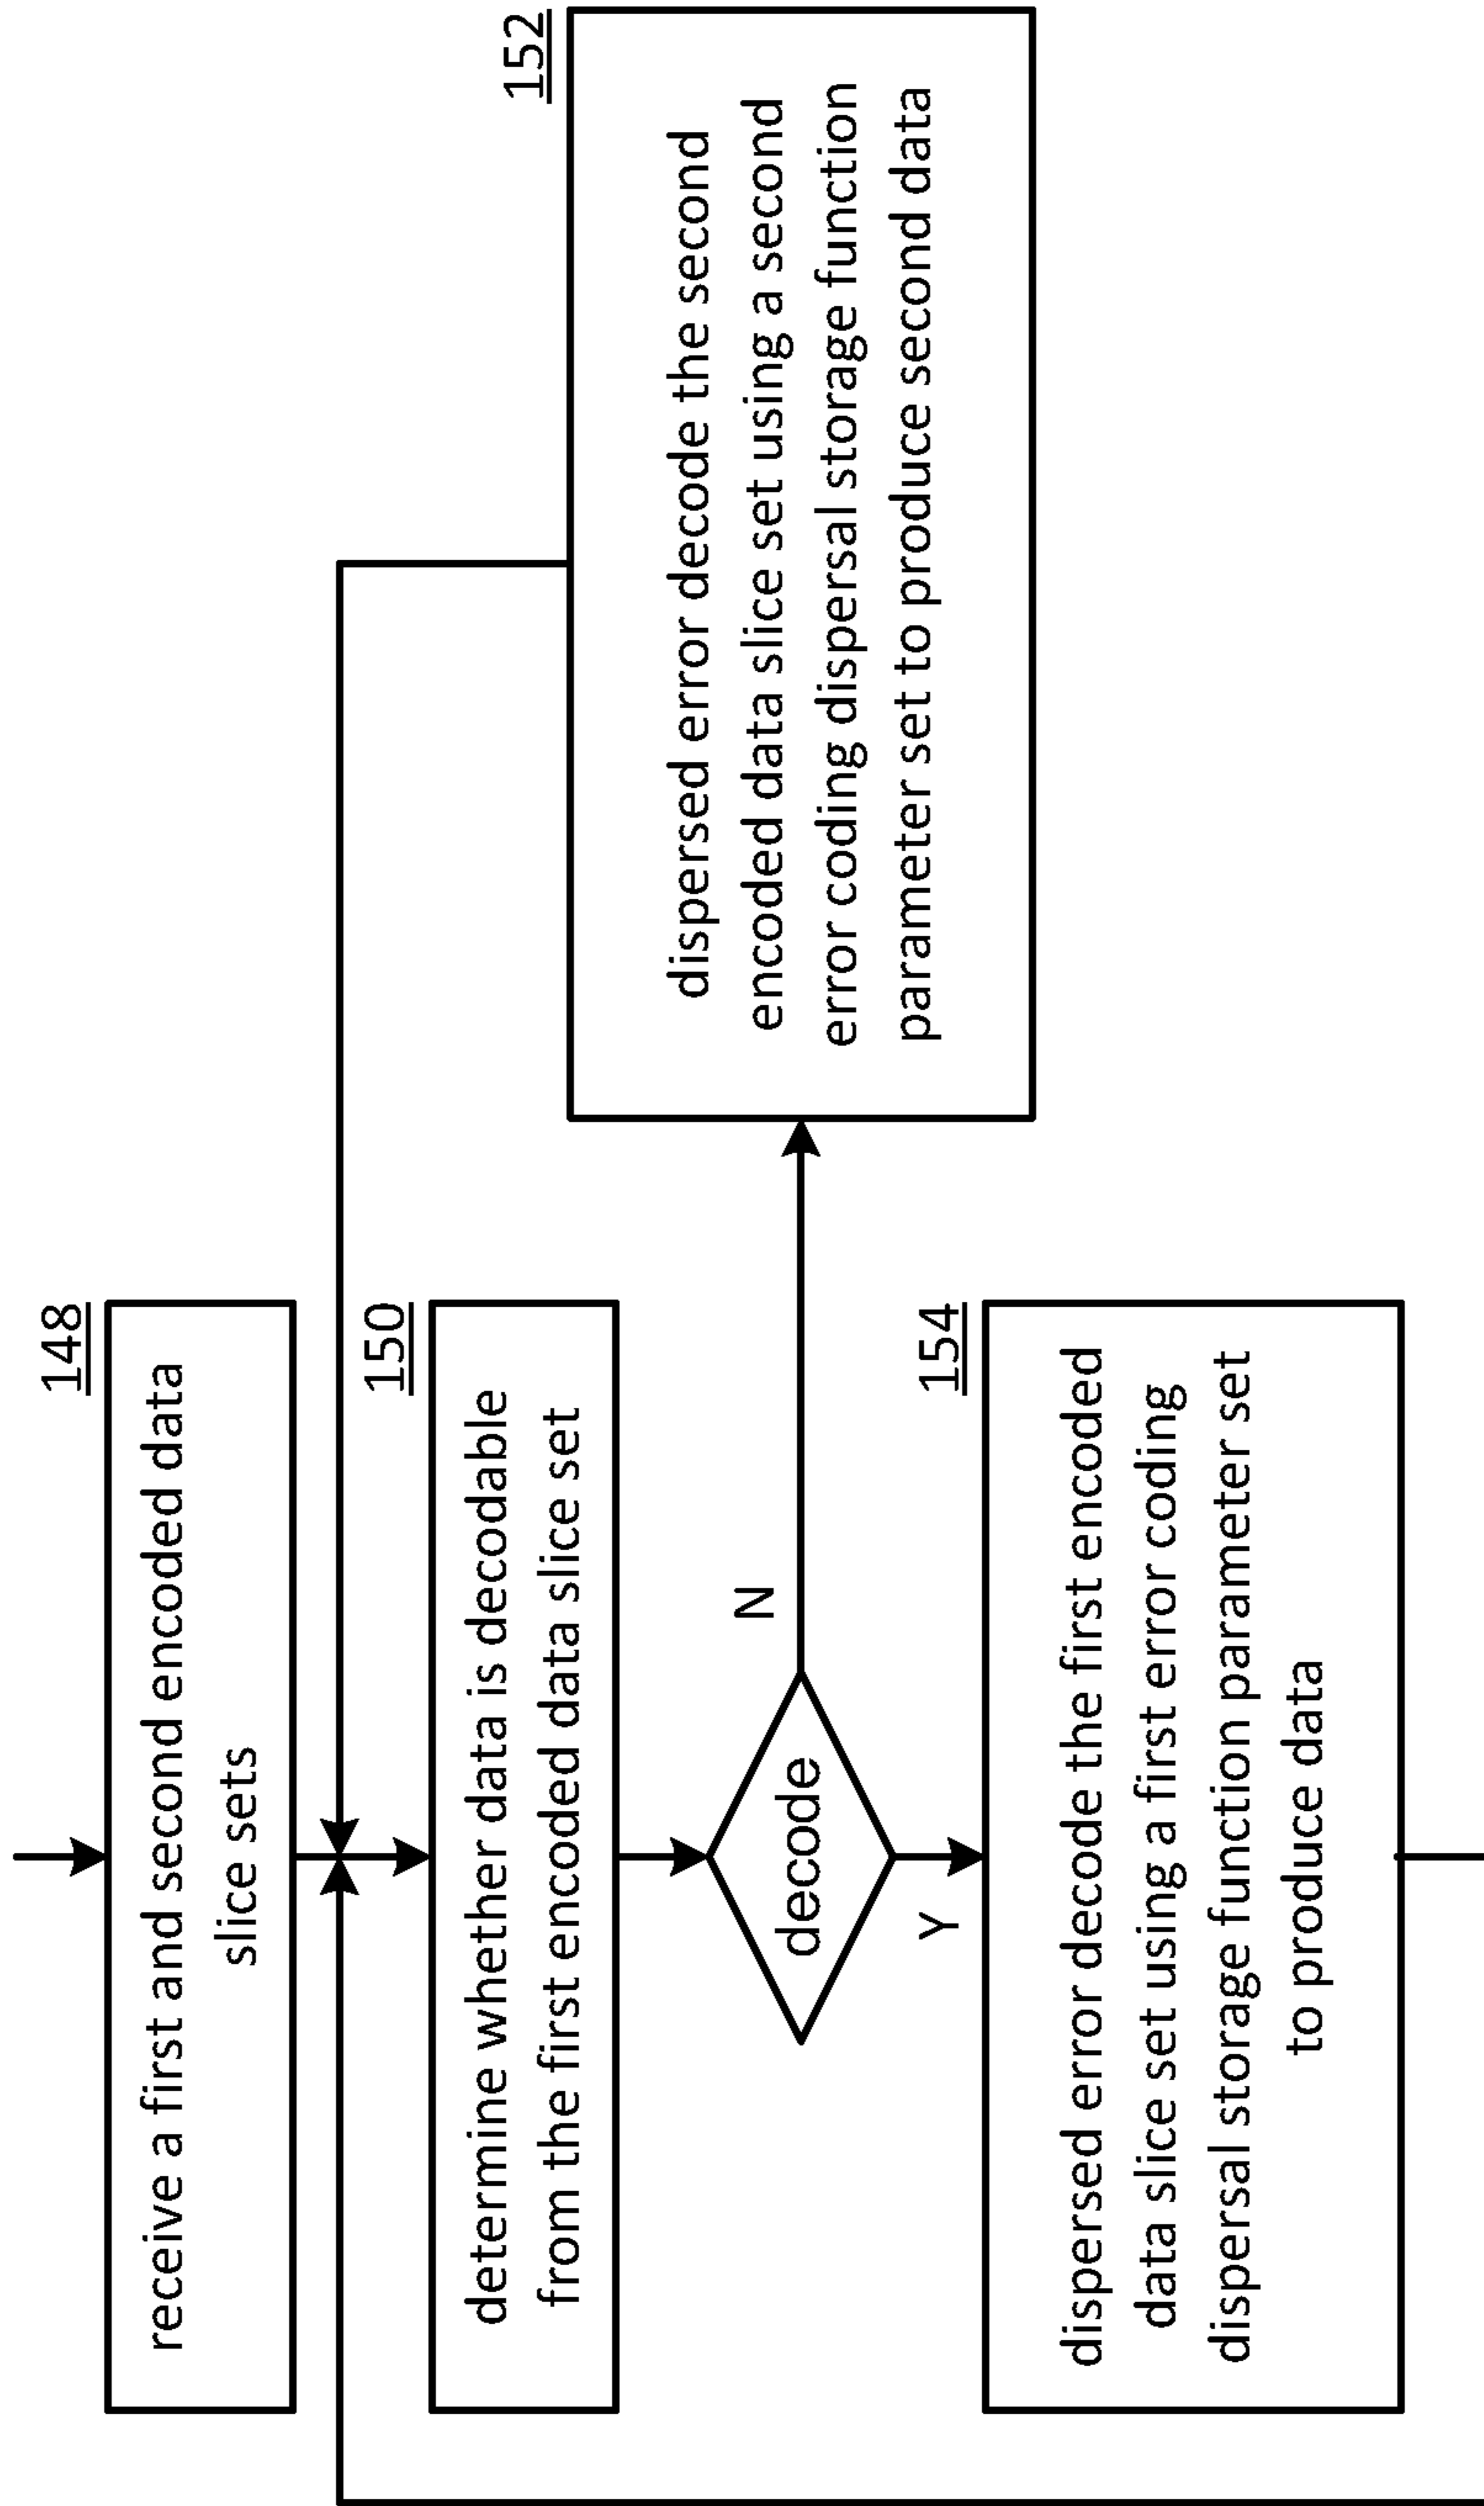 148
receive a first and second encoded data
slice sets
150
determine whether data is decodable
from the first encoded data slice set
decode
N
Y
152
dispersed error decode the second
encoded data slice set using a second
error coding dispersal storage function
parameter set to produce second data
154
dispersed error decode the first encoded
data slice set using a first error coding
dispersal storage function parameter set
to produce data